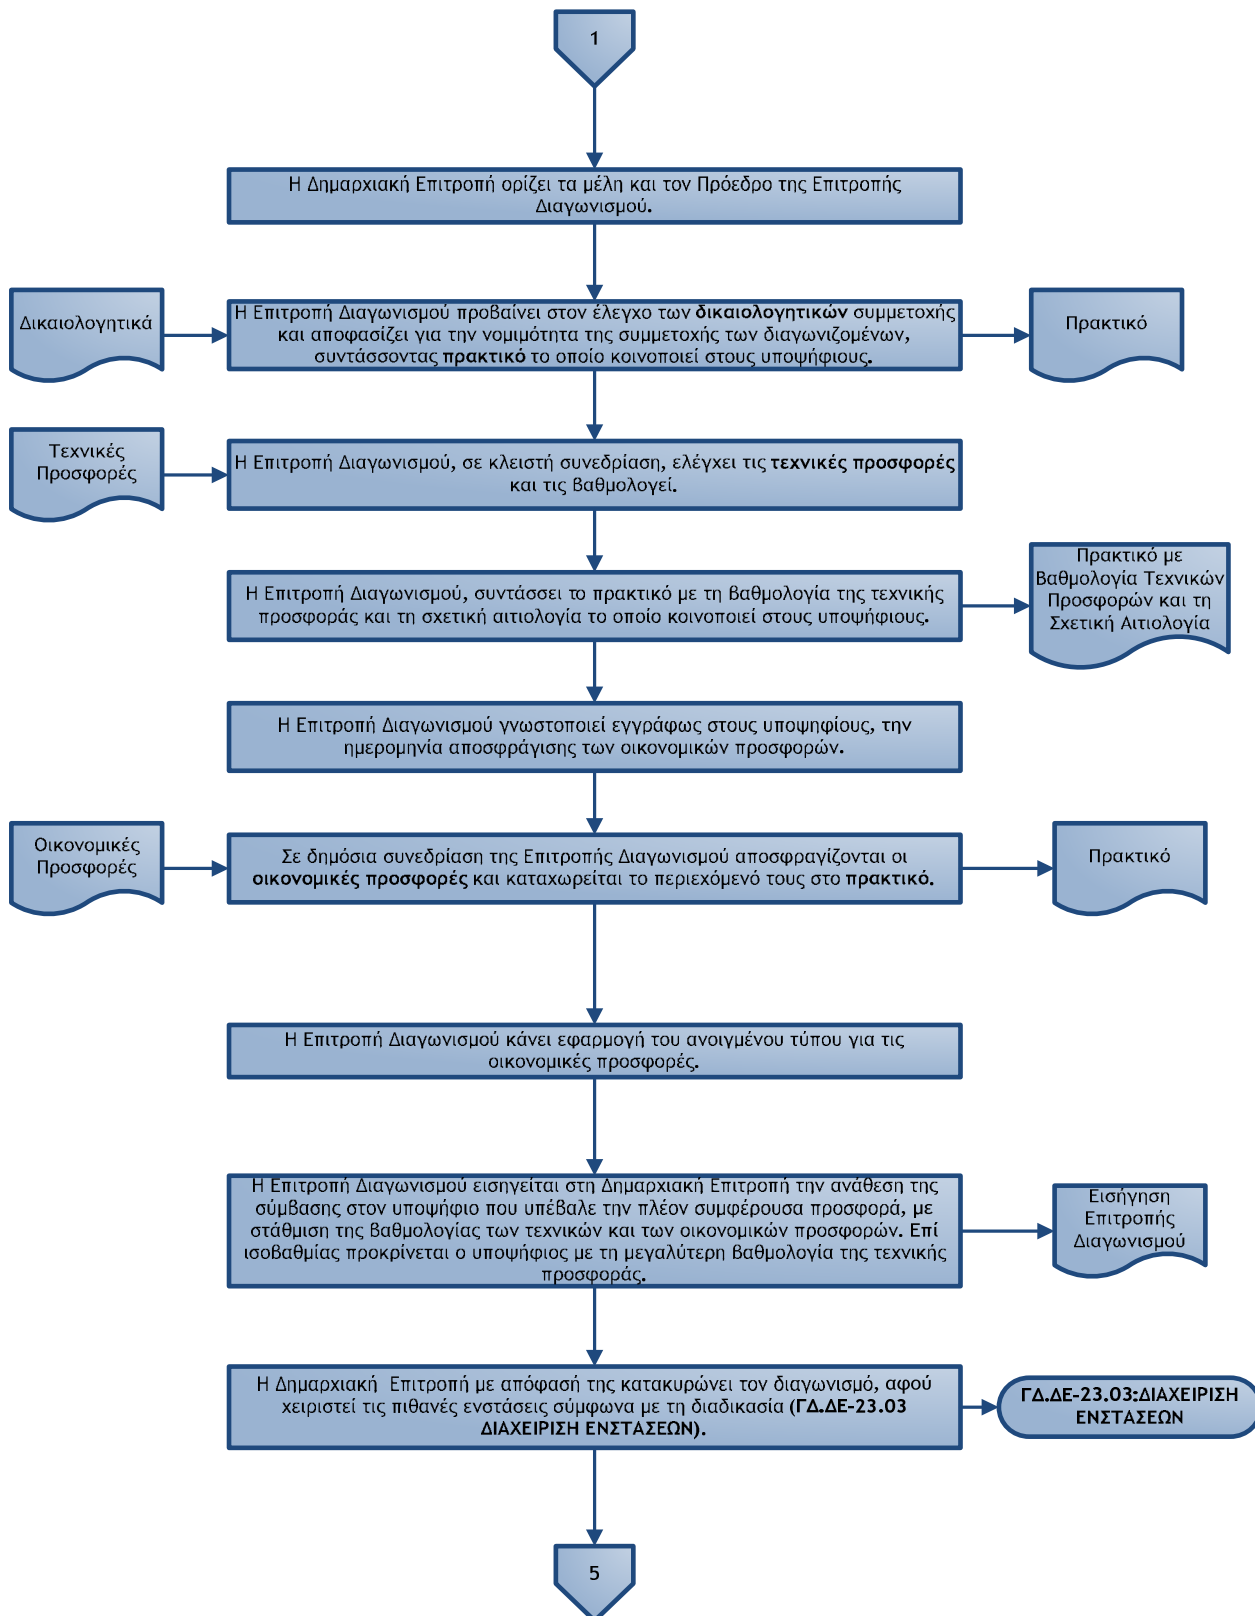 1
Η Δημαρχιακή Επιτροπή ορίζει τα μέλη και τον Πρόεδρο της Επιτροπής
Διαγωνισμού.
Δικαιολογητικά
Η Επιτροπή Διαγωνισμού προβαίνει στον έλεγχο των δικαιολογητικών συμμετοχής
και αποφασίζει για την νομιμότητα της συμμετοχής των διαγωνιζομένων,
συντάσσοντας πρακτικό το οποίο κοινοποιεί στους υποψήφιους.
Πρακτικό
Τεχνικές
Προσφορές
Η Επιτροπή Διαγωνισμού, σε κλειστή συνεδρίαση, ελέγχει τις τεχνικές προσφορές
και τις βαθμολογεί.
Η Επιτροπή Διαγωνισμού, συντάσσει το πρακτικό με τη βαθμολογία της τεχνικής
προσφοράς και τη σχετική αιτιολογία το οποίο κοινοποιεί στους υποψήφιους.
Πρακτικό με
Βαθμολογία Τεχνικών
Προσφορών και τη
Σχετική Αιτιολογία
Η Επιτροπή Διαγωνισμού γνωστοποιεί εγγράφως στους υποψηφίους, την
ημερομηνία αποσφράγισης των οικονομικών προσφορών.
Οικονομικές
Προσφορές
Σε δημόσια συνεδρίαση της Επιτροπής Διαγωνισμού αποσφραγίζονται οι
οικονομικές προσφορές και καταχωρείται το περιεχόμενό τους στο πρακτικό.
Πρακτικό
Η Επιτροπή Διαγωνισμού κάνει εφαρμογή του ανοιγμένου τύπου για τις
οικονομικές προσφορές.
Η Επιτροπή Διαγωνισμού εισηγείται στη Δημαρχιακή Επιτροπή την ανάθεση της
σύμβασης στον υποψήφιο που υπέβαλε την πλέον συμφέρουσα προσφορά, με
στάθμιση της βαθμολογίας των τεχνικών και των οικονομικών προσφορών. Επί
ισοβαθμίας προκρίνεται ο υποψήφιος με τη μεγαλύτερη βαθμολογία της τεχνικής
προσφοράς.
Εισήγηση
Επιτροπής
Διαγωνισμού
Η Δημαρχιακή  Επιτροπή με απόφασή της κατακυρώνει τον διαγωνισμό, αφού
χειριστεί τις πιθανές ενστάσεις σύμφωνα με τη διαδικασία (ΓΔ.ΔΕ-23.03
ΔΙΑΧΕΙΡΙΣΗ ΕΝΣΤΑΣΕΩΝ).
ΓΔ.ΔΕ-23.03:ΔΙΑΧΕΙΡΙΣΗ
ΕΝΣΤΑΣΕΩΝ
5